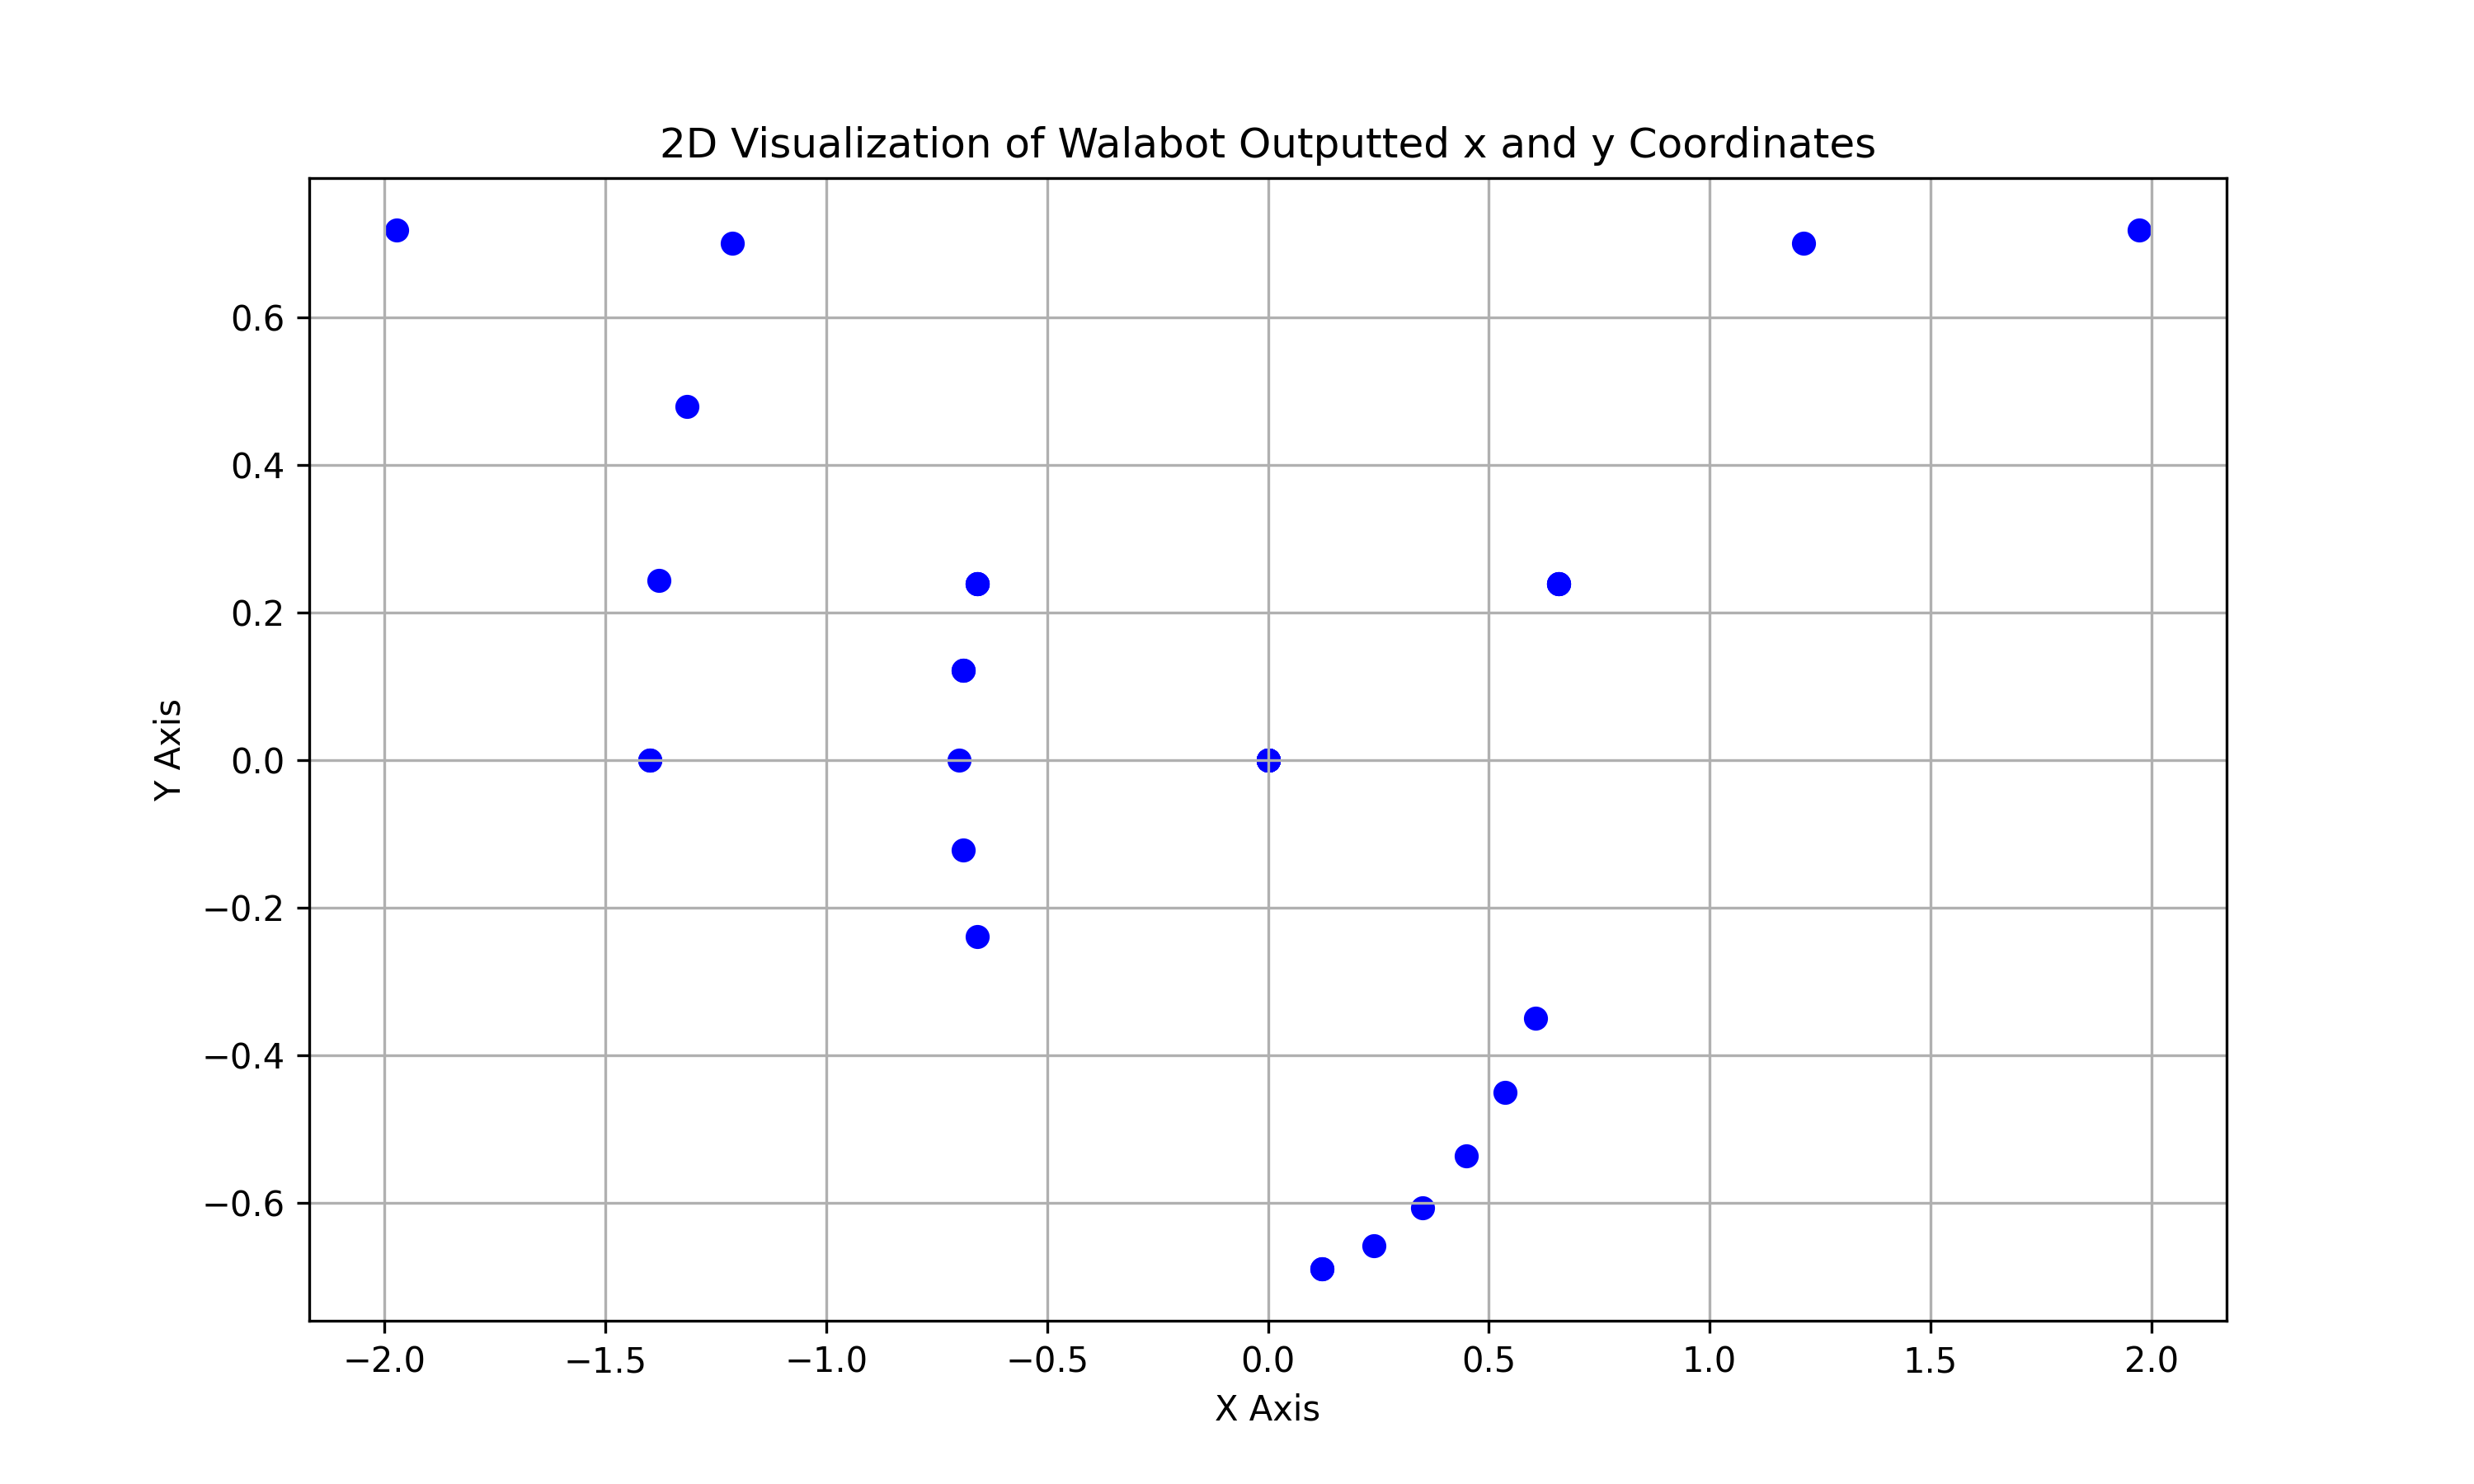 2D Visualization of Walabot Outputted x and y Coordinates
0.6
0.4
0.2
0.0
−0.2
−0.4
−0.6
Y Axis
−2.0 −1.5 −1.0 −0.5 0.0 0.5 1.0 1.5 2.0
X Axis